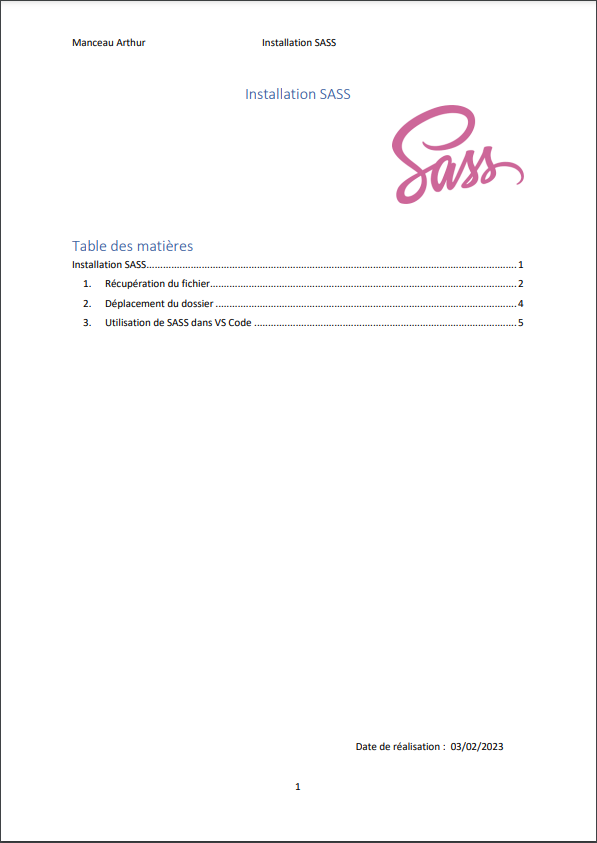 Manceau Arthur Installation SASS
Installation SASS
Sass
Table des matières
Installation SASS 1
1. Récupération du fichier 2
2. Déplacement du dossier 4
3. Utilisation de SASS dans VS Code 5
Date de réalisation : 03/02/2023
1